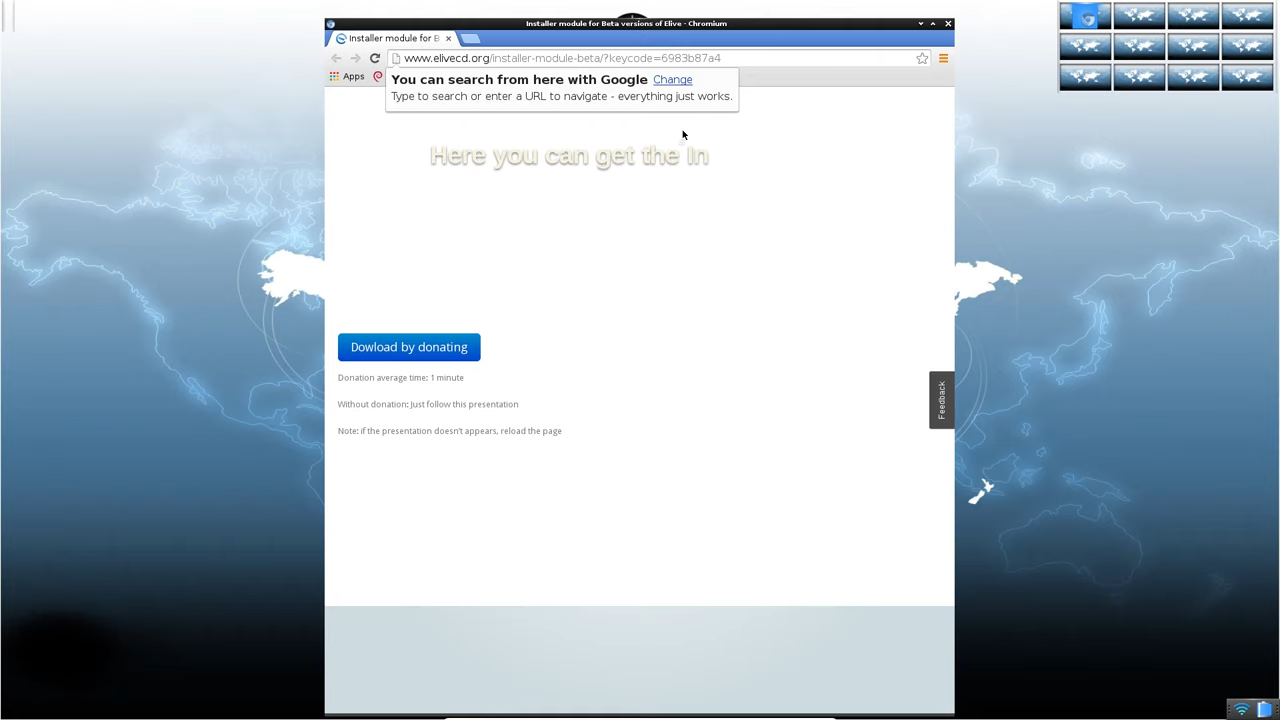 Installer module for Beta versions of Elive - Chromium
Installer module for B
www.elivecd.org/installer-module-beta/?keycode=6983b87a4
Apps
You can search from here with Google Change
Type to search or enter a URL to navigate - everything just works.
Here you can get the In
Dowload by donating
Donation average time: 1 minute
Without donation: Just follow this presentation
Note: if the presentation doesn't appears, reload the page
Feedback